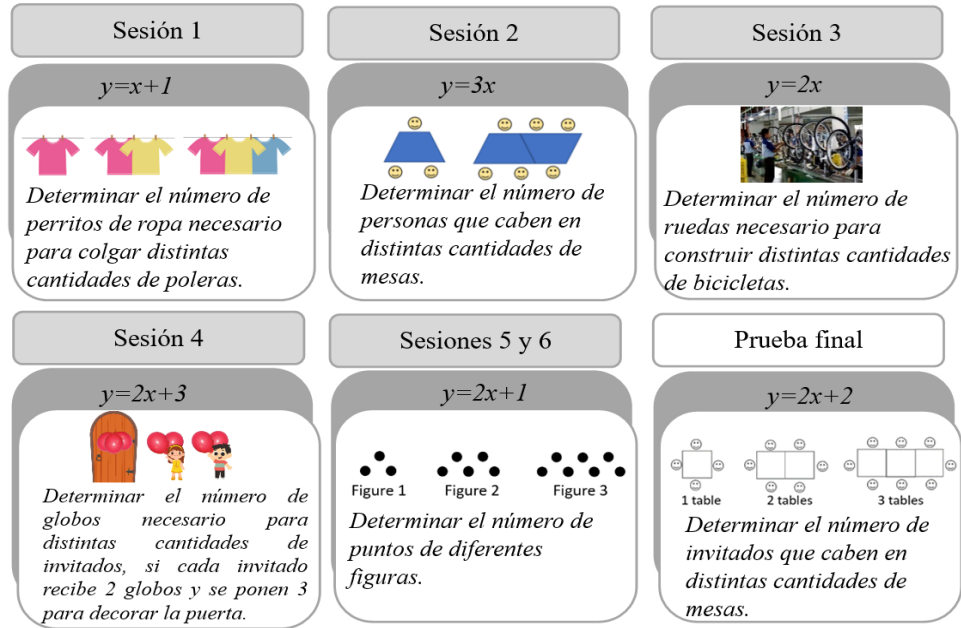 Sesión 1
y=x+1
Determinar el número de
perritos de ropa necesario
para colgar distintas
cantidades de poleras.
Sesión 2
y=3x
Determinar el número de
personas que caben en
distintas cantidades de
mesas.
Sesión 3
y=2x
Determinar el número de
ruedas necesario para
construir distintas cantidades
de bicicletas.
Sesión 4
y=2x+3
Determinar el número de
globos necesario para
distintas cantidades de
invitados, si cada invitado
recibe 2 globos y se ponen 3
para decorar la puerta.
Sesiones 5 y 6
y=2x+1
Figure 1 Figure 2 Figure 3
Determinar el número de
puntos de diferentes
figuras.
Prueba final
y=2x+2
1 table 2 tables 3 tables
Determinar el número de
invitados que caben en
distintas cantidades de
mesas.